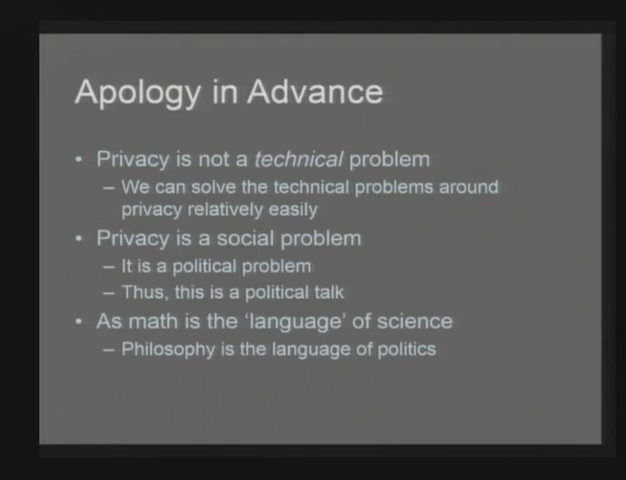 Apology in Advance
• Privacy is not a technical problem
– We can solve the technical problems around
privacy relatively easily
• Privacy is a social problem
– It is a political problem
– Thus, this is a political talk
• As math is the ‘language’ of science
– Philosophy is the language of politics